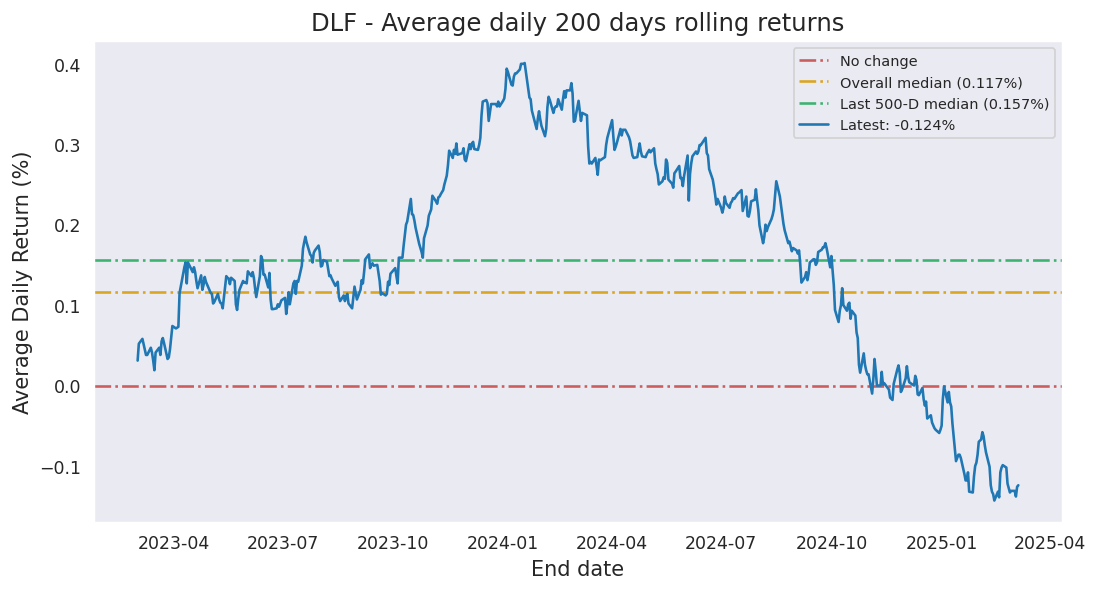 DLF - Average daily 200 days rolling returns
No change
Overall median (0.117%)
Last 500-D median (0.157%)
Latest: -0.124%
Average Daily Return (%)
0.4
0.3
0.2
0.1
0.0
−0.1
2023-04 2023-07 2023-10 2024-01 2024-04 2024-07 2024-10 2025-01 2025-04
End date